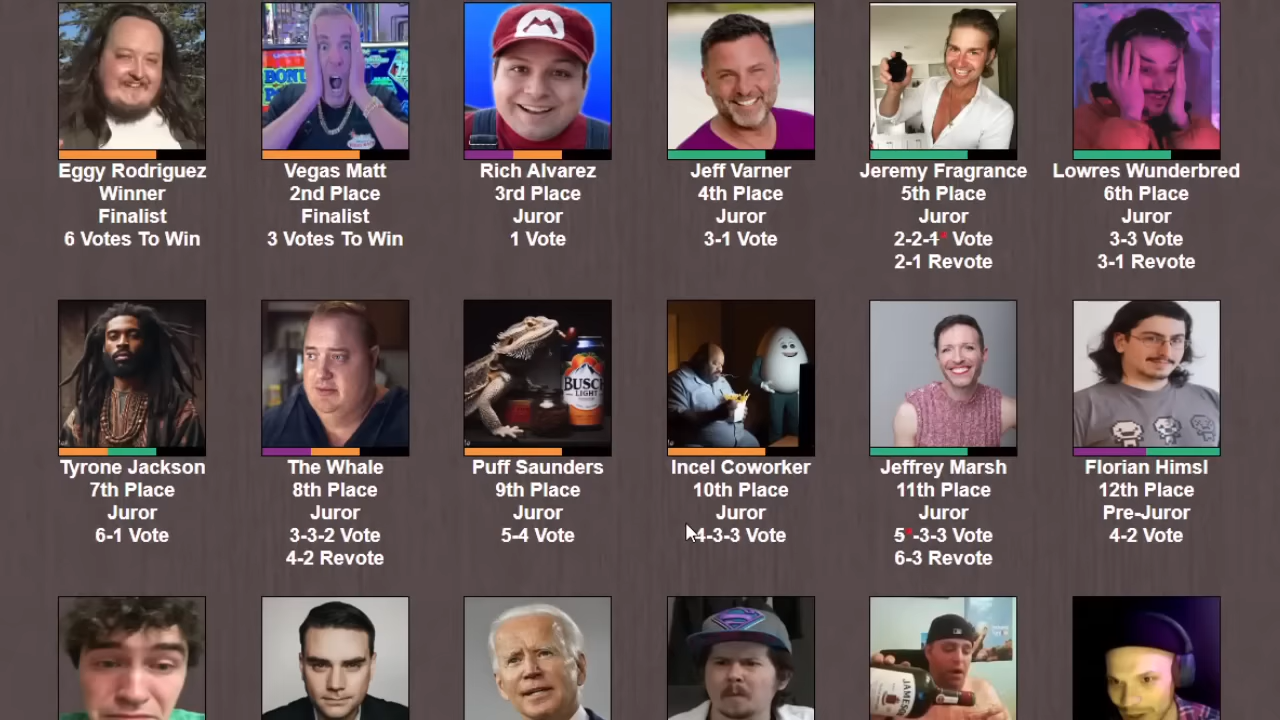 BONU
Eggy Rodriguez
Winner
Finalist
6 Votes To Win
Vegas Matt
2nd Place
Finalist
3 Votes To Win
Rich Alvarez
3rd Place
Juror
1 Vote
Jeff Varner
4th Place
Juror
3-1 Vote
Jeremy Fragrance
5th Place
Juror
2-2-1* Vote
2-1 Revote
Lowres Wunderbred
6th Place
Juror
3-3 Vote
3-1 Revote
BUSCH
LIGHT
Tyrone Jackson
7th Place
Juror
6-1 Vote
The Whale
8th Place
Juror
3-3-2 Vote
4-2 Revote
Puff Saunders
9th Place
Juror
5-4 Vote
Incel Coworker
10th Place
Juror
4-3-3 Vote
Jeffrey Marsh
11th Place
Juror
5*-3-3 Vote
6-3 Revote
Florian Himsl
12th Place
Pre-Juror
4-2 Vote
JAMES